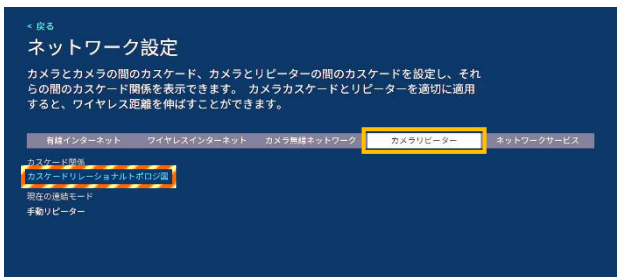 < 戻る
ネットワーク設定
カメラとカメラの間のカスケード、カメラとリピーターの間のカスケードを設定し、それ
らの間のカスケード関係を表示できます。 カメラカスケードとリピーターを適切に適用
すると、ワイヤレス距離を伸ばすことができます。
有線インターネット ワイヤレスインターネット カメラ無線ネットワーク カメラリピーター ネットワークサービス
カスケード関係
カスケードリレーショナルトポロジ図
現在の連結モード
手動リピーター